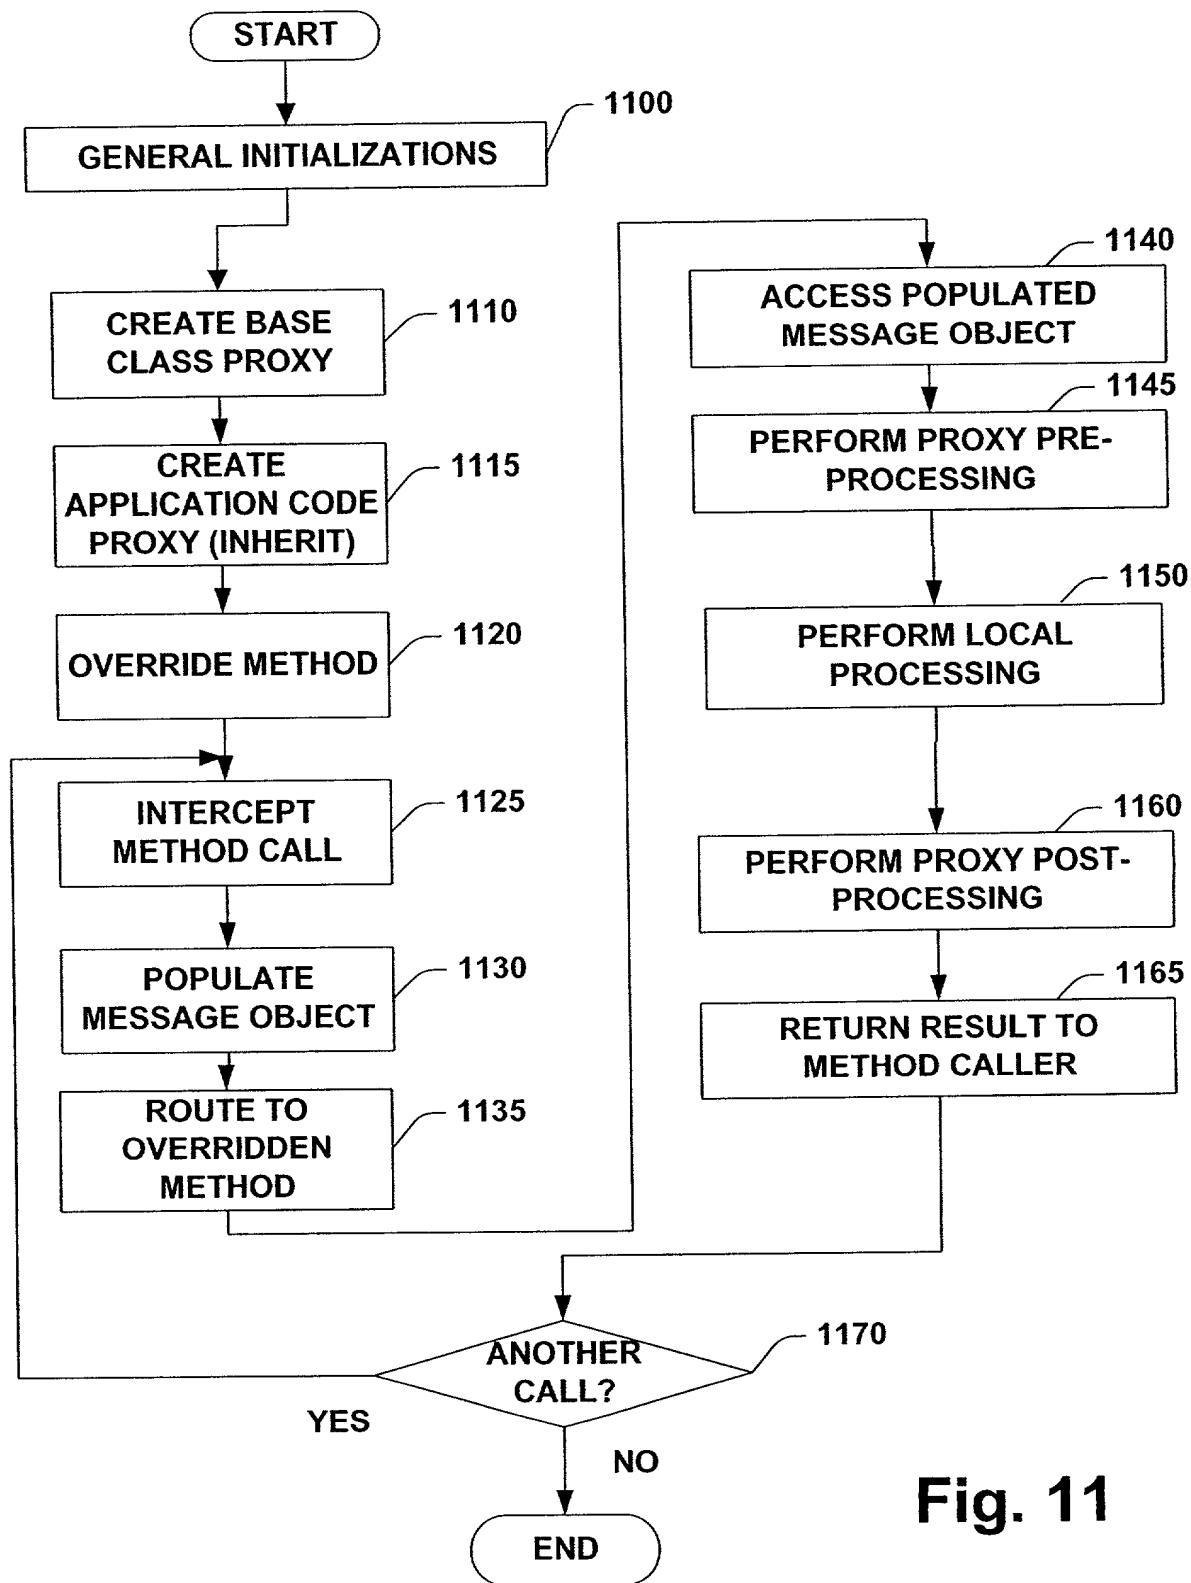 START
1100
GENERAL INITIALIZATIONS
CREATE BASE
CLASS PROXY
1110
CREATE
APPLICATION CODE
PROXY (INHERIT)
1115
OVERRIDE METHOD
1120
INTERCEPT
METHOD CALL
1125
POPULATE
MESSAGE OBJECT
1130
ROUTE TO
OVERRIDDEN
METHOD
1135
1140
ACCESS POPULATED
MESSAGE OBJECT
1145
PERFORM PROXY PRE-
PROCESSING
1150
PERFORM LOCAL
PROCESSING
1160
PERFORM PROXY POST-
PROCESSING
1165
RETURN RESULT TO
METHOD CALLER
ANOTHER
CALL?
1170
YES
NO
END
Fig. 11